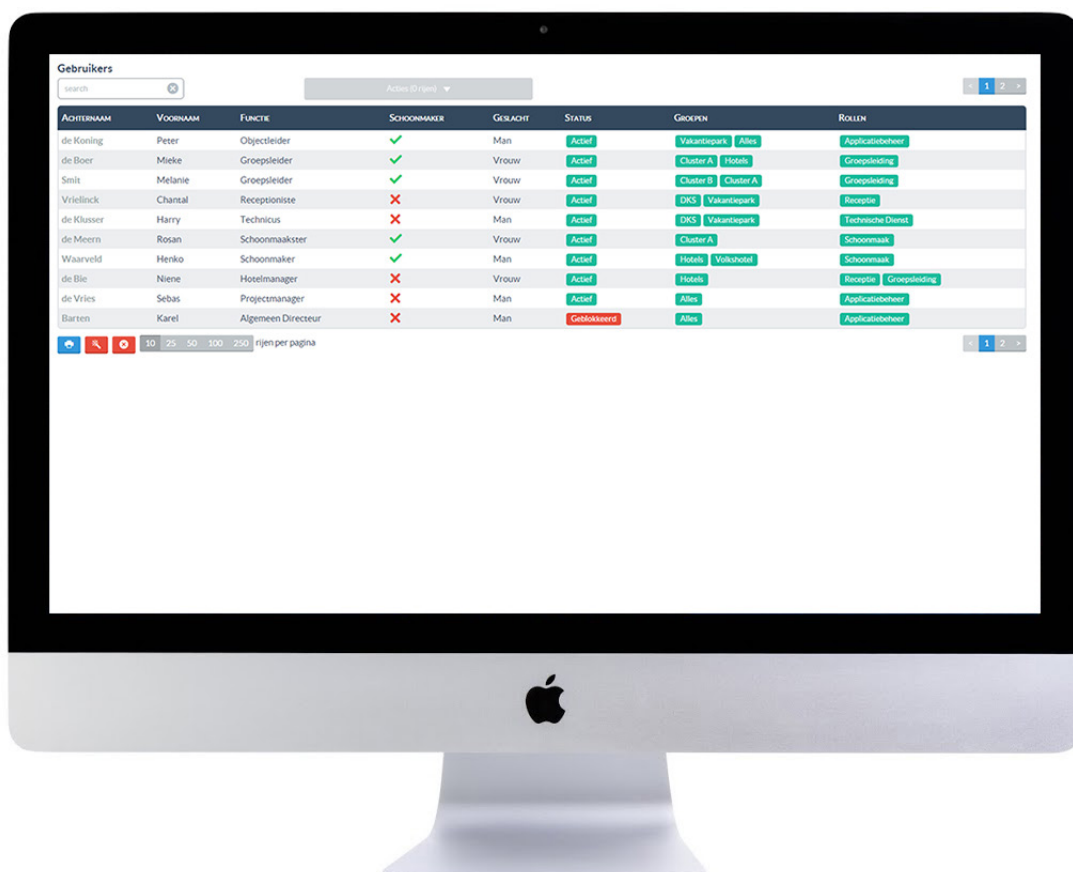 Gebruikers
search
Acties (0 rijen)
< 1 2 >
Achternaam Voornaam Functie Schoonmaker Geslacht Status Groepen Rollen
de Koning Peter Objectleider Man Actief Vakantiepark Alles Applicatiebeheer
de Boer Mieke Groepsleider Vrouw Actief Cluster A Hotels Groepsleiding
Smit Melanie Groepsleider Vrouw Actief Cluster B Cluster A Groepsleiding
Vrielinck Chantal Receptioniste Vrouw Actief DKS Vakantiepark Receptie
de Klusser Harry Technicus Man Actief DKS Vakantiepark Technische Dienst
de Meern Rosan Schoonmaakster Vrouw Actief Cluster A Schoonmaak
Waarveld Henko Schoonmaker Man Actief Hotels Volkshotel Schoonmaak
de Bie Niene Hotelmanager Vrouw Actief Hotels Receptie Groepsleiding
de Vries Sebas Projectmanager Man Actief Alles Applicatiebeheer
Barten Karel Algemeen Directeur Man Geblokkeerd Alles Applicatiebeheer
10 25 50 100 250 rijen per pagina < 1 2 >